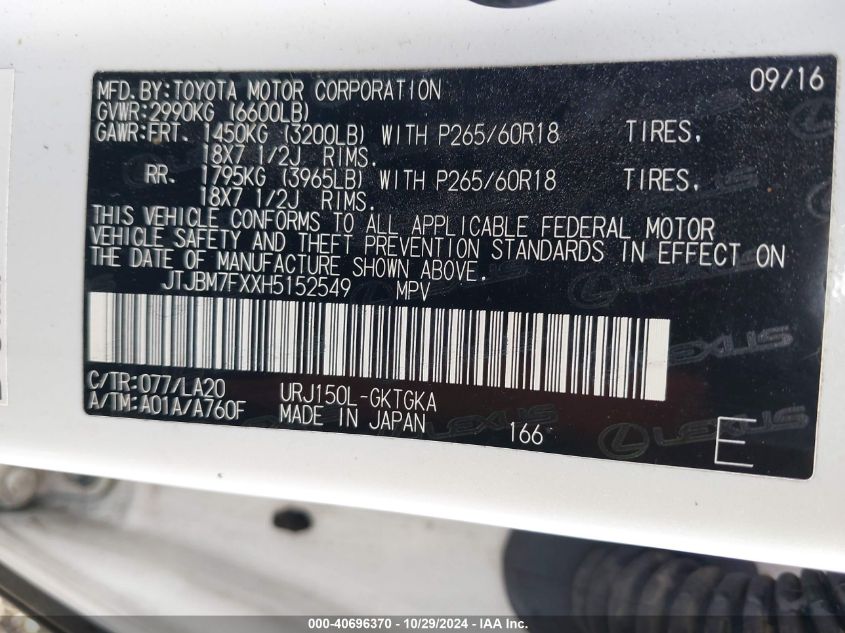 09/16
MFD.BY:TOYOTA MOTOR CORPORATION
GVWR:2990KG (6600LB)
GAWR:FRT. 1450KG (3200LB) WITH P265/60R18 TIRES.
18X7 1/2J RIMS.
RR. 1795KG (3965LB) WITH P265/60R18 TIRES.
18X7 1/2J RIMS.
THIS VEHICLE CONFORMS TO ALL APPLICABLE FEDERAL MOTOR
VEHICLE SAFETY AND THEFT PREVENTION STANDARDS IN EFFECT ON
THE DATE OF MANUFACTURE SHOWN ABOVE.
JTJBM7FXXH5152549 MPV
C/TR:077/LA20 URJ150L-GKTGKA
A/TM:A01A/A760F MADE IN JAPAN 166
LEXUS
E
000-40696370 - 10/29/2024 - IAA Inc.